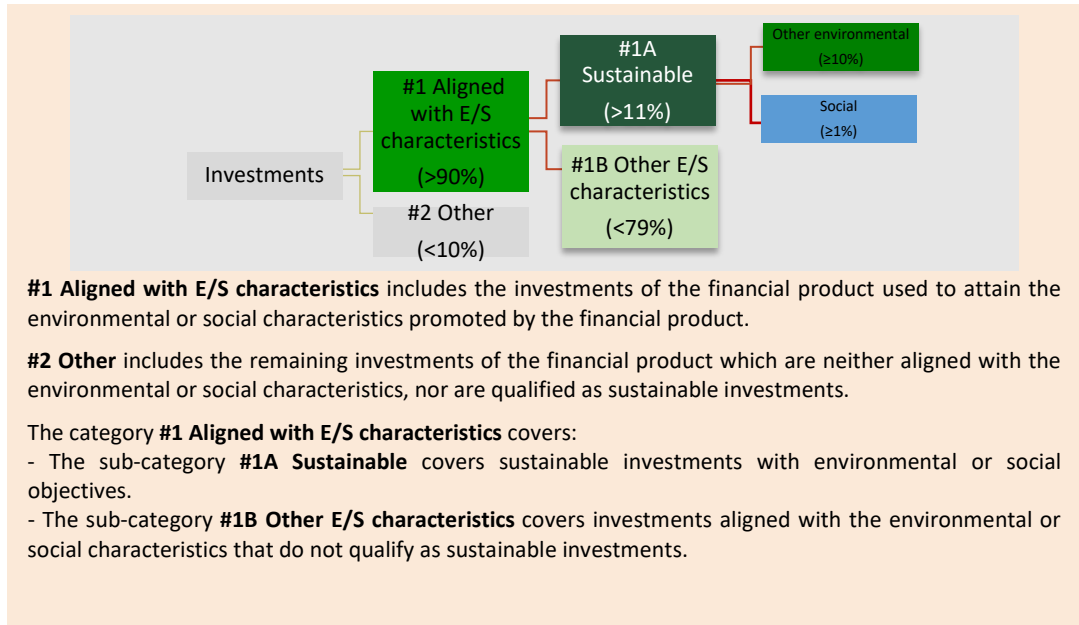 Investments
#1 Aligned
with E/S
characteristics
(>90%)
#2 Other
(<10%)
#1A
Sustainable
(>11%)
#1B Other E/S
characteristics
(<79%)
Other environmental
(≥10%)
Social
(≥1%)
#1 Aligned with E/S characteristics includes the investments of the financial product used to attain the
environmental or social characteristics promoted by the financial product.
#2 Other includes the remaining investments of the financial product which are neither aligned with the
environmental or social characteristics, nor are qualified as sustainable investments.
The category #1 Aligned with E/S characteristics covers:
- The sub-category #1A Sustainable covers sustainable investments with environmental or social
objectives.
- The sub-category #1B Other E/S characteristics covers investments aligned with the environmental or
social characteristics that do not qualify as sustainable investments.